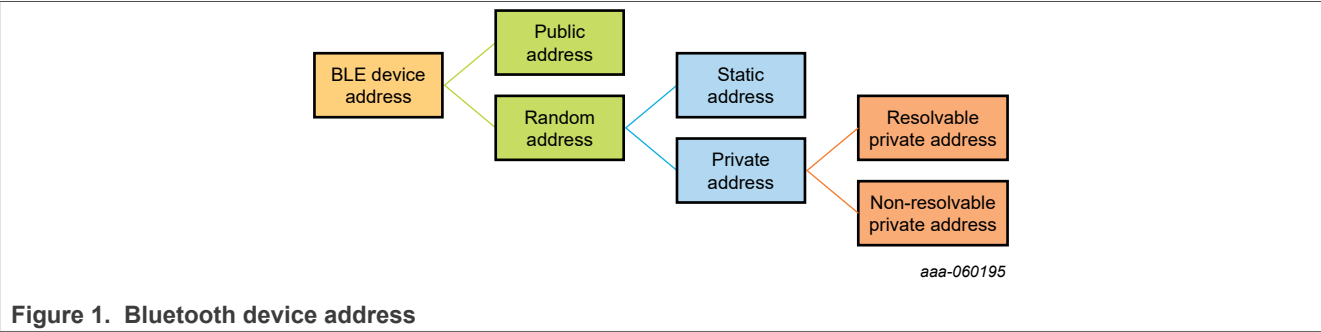 Public
address
BLE device
address
Static
address
Random
address
Resolvable
private address
Private
address
Non-resolvable
private address
aaa-060195
Figure 1. Bluetooth device address